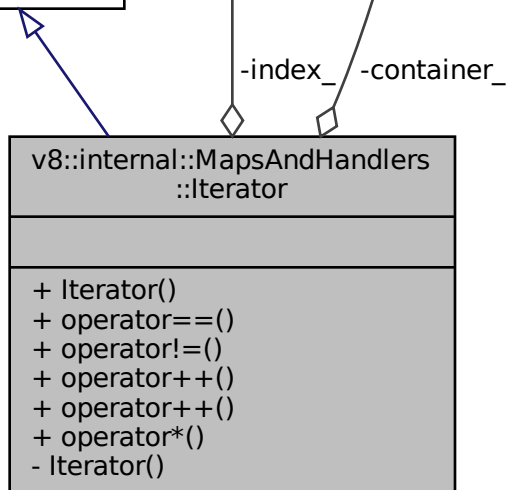 -index_ -container_
v8::internal::MapsAndHandlers
::Iterator
+ Iterator()
+ operator==()
+ operator!=()
+ operator++()
+ operator++()
+ operator*()
- Iterator()